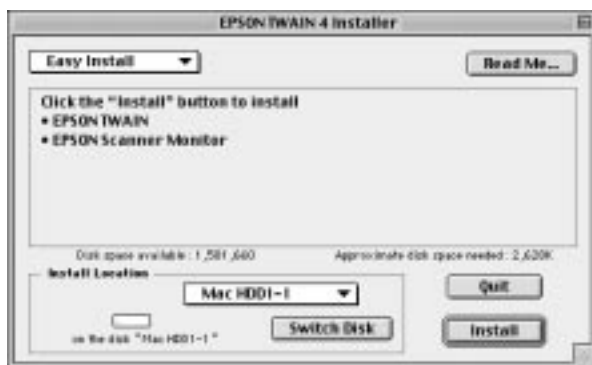 EPSON TWAIN 4 Installer
Easy Install
Read Me...
Click the "Install" button to install
• EPSON TWAIN
• EPSON Scanner Monitor
Disk space available : 1,581,660
Approximate disk space needed : 2,620K
Install Location
Mac HDD1-1
Quit
on the disk "Mac HDD1-1"
Switch Disk
Install